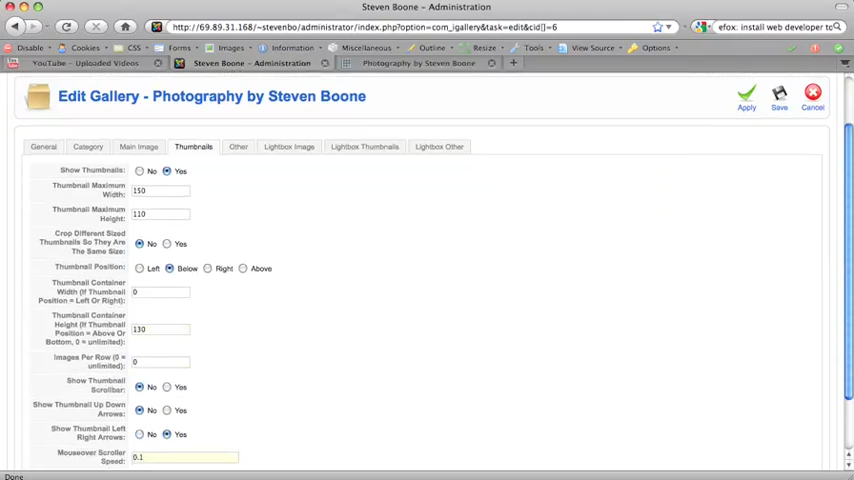 Steven Boone - Administration
http://69.89.31.168/~stevenbo/administrator/index.php?option=com_igallery&task=edit&cid[]=6
efox: install web developer to
Disable Cookies CSS Forms Images Information Miscellaneous Outline Resize Tools View Source Options
YouTube - Uploaded Videos Steven Boone - Administration Photography by Steven Boone
Edit Gallery - Photography by Steven Boone
Apply Save Cancel
General Category Main Image Thumbnails Other Lightbox Image Lightbox Thumbnails Lightbox Other
Show Thumbnails: No Yes
Thumbnail Maximum
Width: 150
Thumbnail Maximum
Height: 110
Crop Different Sized
Thumbnails So They Are
The Same Size: No Yes
Thumbnail Position: Left Below Right Above
Thumbnail Container
Width (If Thumbnail
Position = Left Or Right): 0
Thumbnail Container
Height (If Thumbnail
Position = Above Or
Bottom, 0 = unlimited): 130
Images Per Row (0 =
unlimited): 0
Show Thumbnail
Scrollbar: No Yes
Show Thumbnail Up Down
Arrows: No Yes
Show Thumbnail Left
Right Arrows: No Yes
Mouseover Scroller
Speed: 0.1
Done